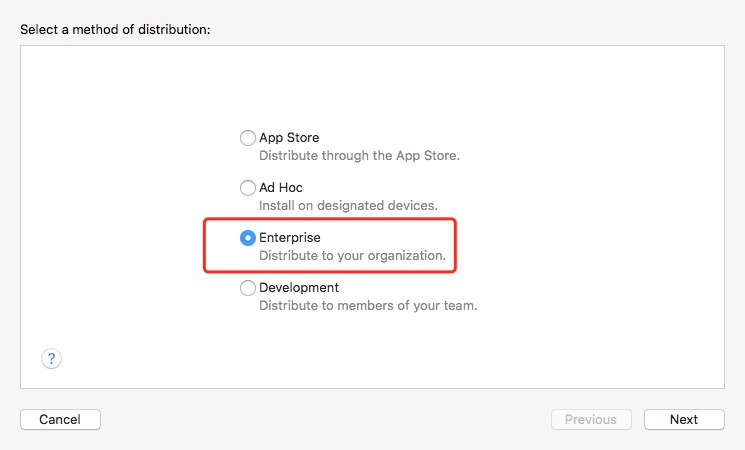 Select a method of distribution:
App Store
Distribute through the App Store.
Ad Hoc
Install on designated devices.
Enterprise
Distribute to your organization.
Development
Distribute to members of your team.
?
Cancel
Previous
Next